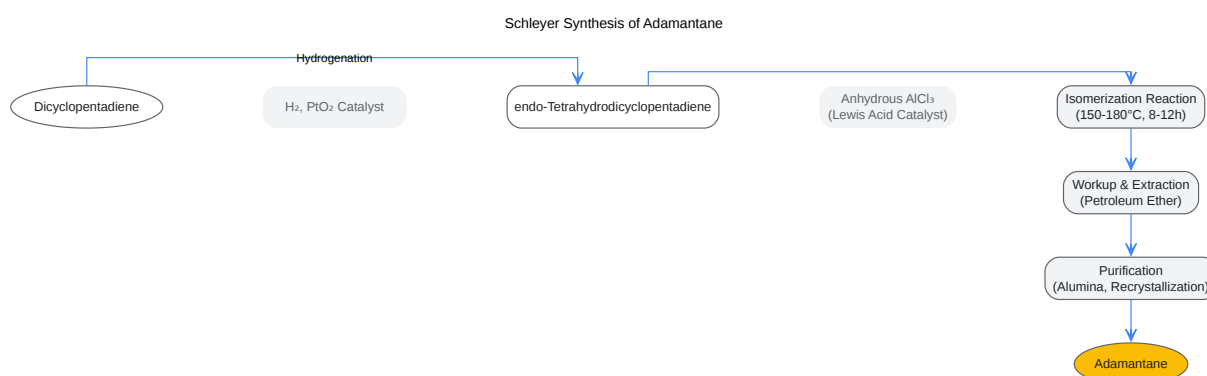 Schleyer Synthesis of Adamantane
Hydrogenation
Dicyclopentadiene
H₂, PtO₂ Catalyst
endo-Tetrahydrodicyclopentadiene
Anhydrous AlCl₃
(Lewis Acid Catalyst)
Isomerization Reaction
(150-180°C, 8-12h)
Workup & Extraction
(Petroleum Ether)
Purification
(Alumina, Recrystallization)
Adamantane